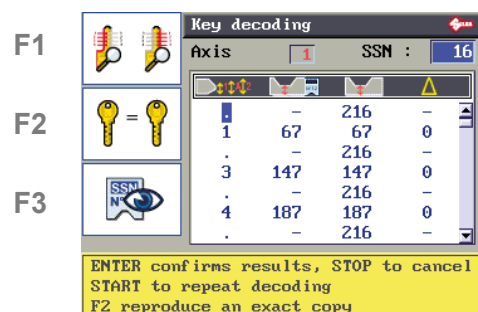 Key decoding
F1
Axis 1 SSN : 16
. – 216 –
F2
1 67 67 0
. – 216 –
3 147 147 0
F3
SSN
N°
. – 216 –
4 187 187 0
. – 216 –
ENTER confirms results, STOP to cancel
START to repeat decoding
F2 reproduce an exact copy